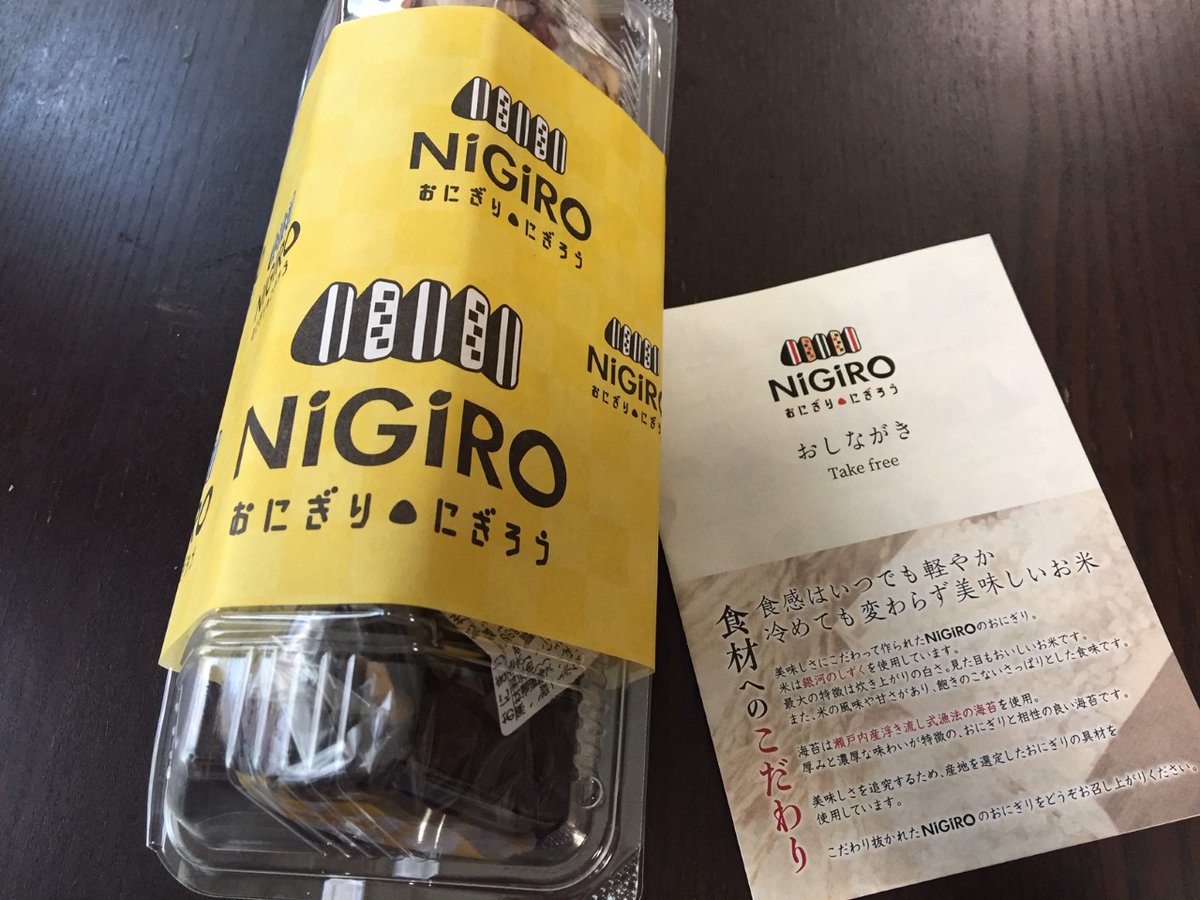 NiGiRO
おにぎり にぎろう
NiGiRO
おにぎり にぎろう
NiGiRO
おにぎり にぎろう
NiGiRO
おにぎり にぎろう
おしながき
Take free
食材へのこだわり
食感はいつでも軽やか
冷めても変わらず美味しいお米
美味しさにこだわって作られたNiGiROのおにぎり。
米は銀河のしずくを使用しています。
最大の特徴は炊き上がりの白さ。見た目もおいしいお米です。
また、米の風味や甘さがあり、飽きのこないさっぱりとした食味です。
海苔は瀬戸内産浮き流し式漁法の海苔を使用。
厚みと濃厚な味わいが特徴の、おにぎりと相性の良い海苔です。
美味しさを追究するため、産地を選定したおにぎりの具材を
使用しています。
こだわり抜かれたNiGiROのおにぎりをどうぞお召し上がりください。